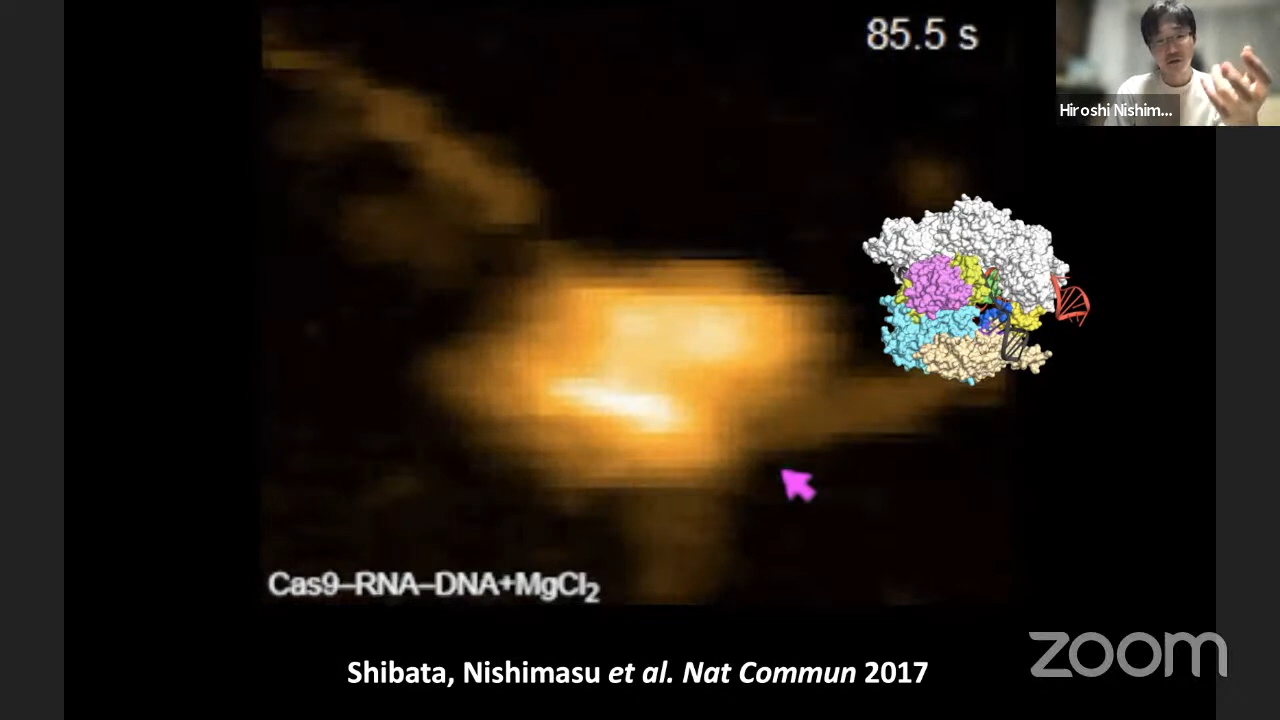 85.5 s
Hiroshi Nishim...
Cas9–RNA–DNA+MgCl₂
Shibata, Nishimasu et al. Nat Commun 2017
zoom